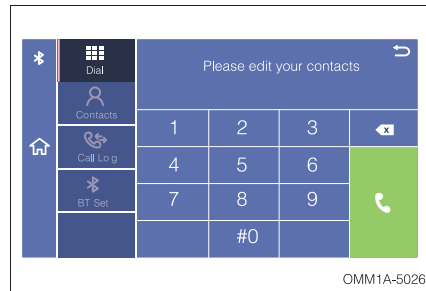 Dial
Please edit your contacts
Contacts
1 2 3 x
Call Log
4 5 6
BT Set
7 8 9
#0
OMM1A-5026